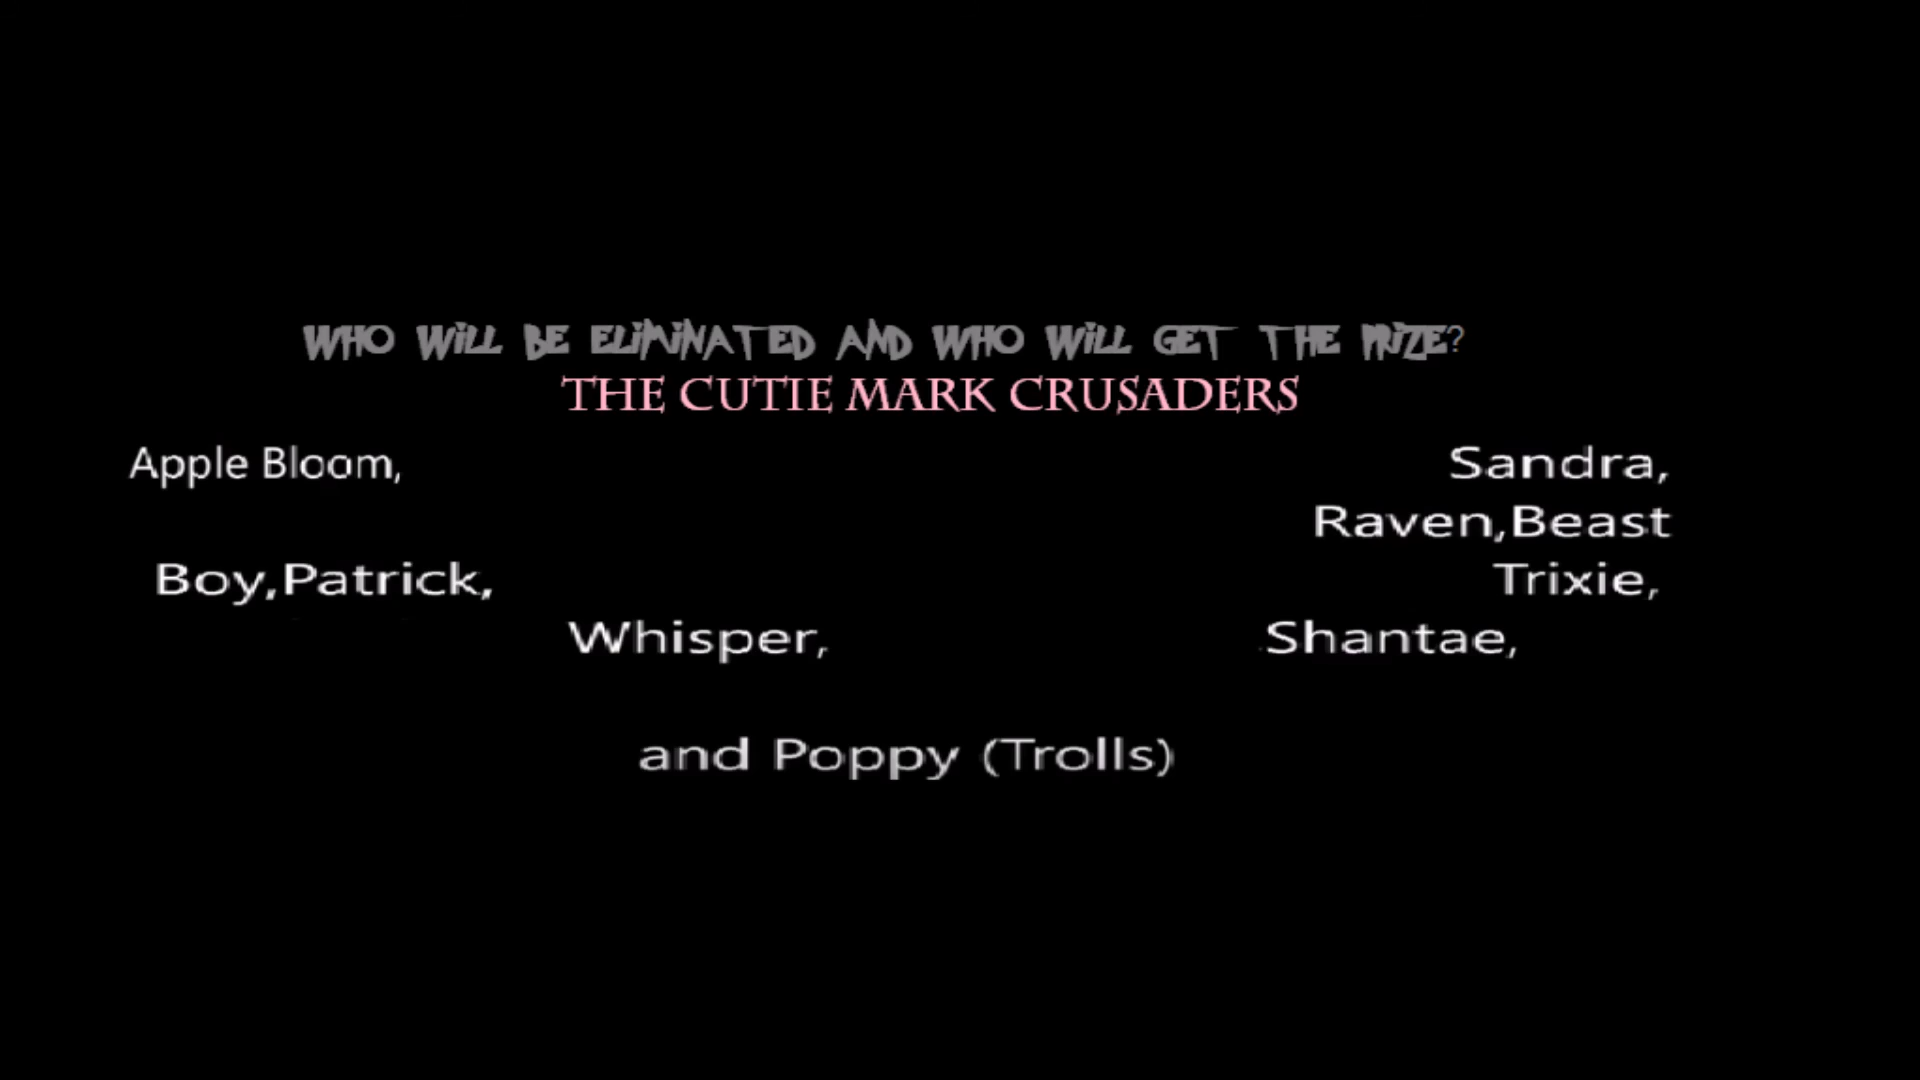 WHO WiLL BE ELiMiNATED AND WHO WiLL GET THE PRiZE?
THE CUTIE MARK CRUSADERS
Apple Bloom, Sandra,
Raven,Beast
Boy,Patrick, Trixie,
Whisper, Shantae,
and Poppy (Trolls)